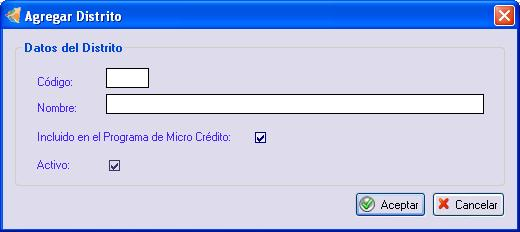 Agregar Distrito
Datos del Distrito
Código:
Nombre:
Incluido en el Programa de Micro Crédito:
Activo:
Aceptar Cancelar